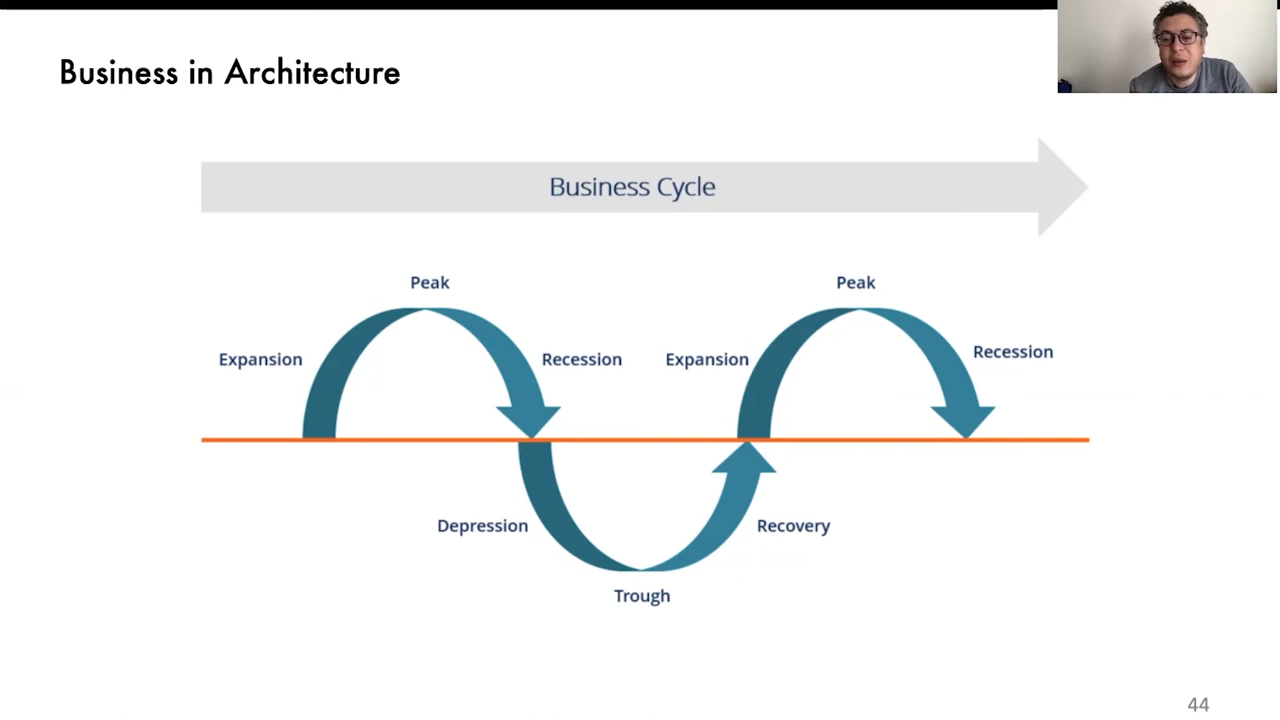 Business in Architecture
Business Cycle
Peak
Peak
Expansion
Recession
Expansion
Recession
Depression
Recovery
Trough
44